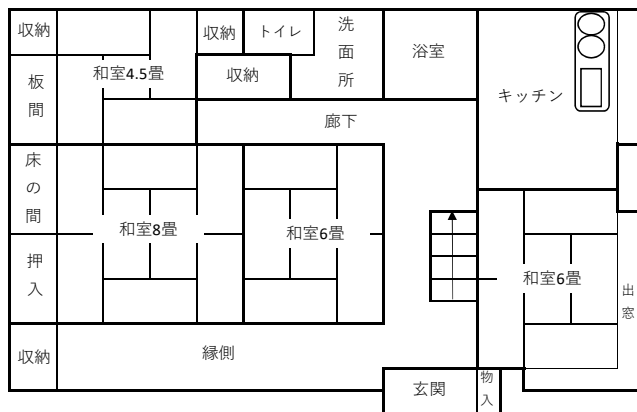 収納
収納
トイレ
洗面所
浴室
和室4.5畳
収納
キッチン
板間
廊下
床の間
和室8畳
和室6畳
押入
和室6畳
出窓
収納
縁側
玄関
物入